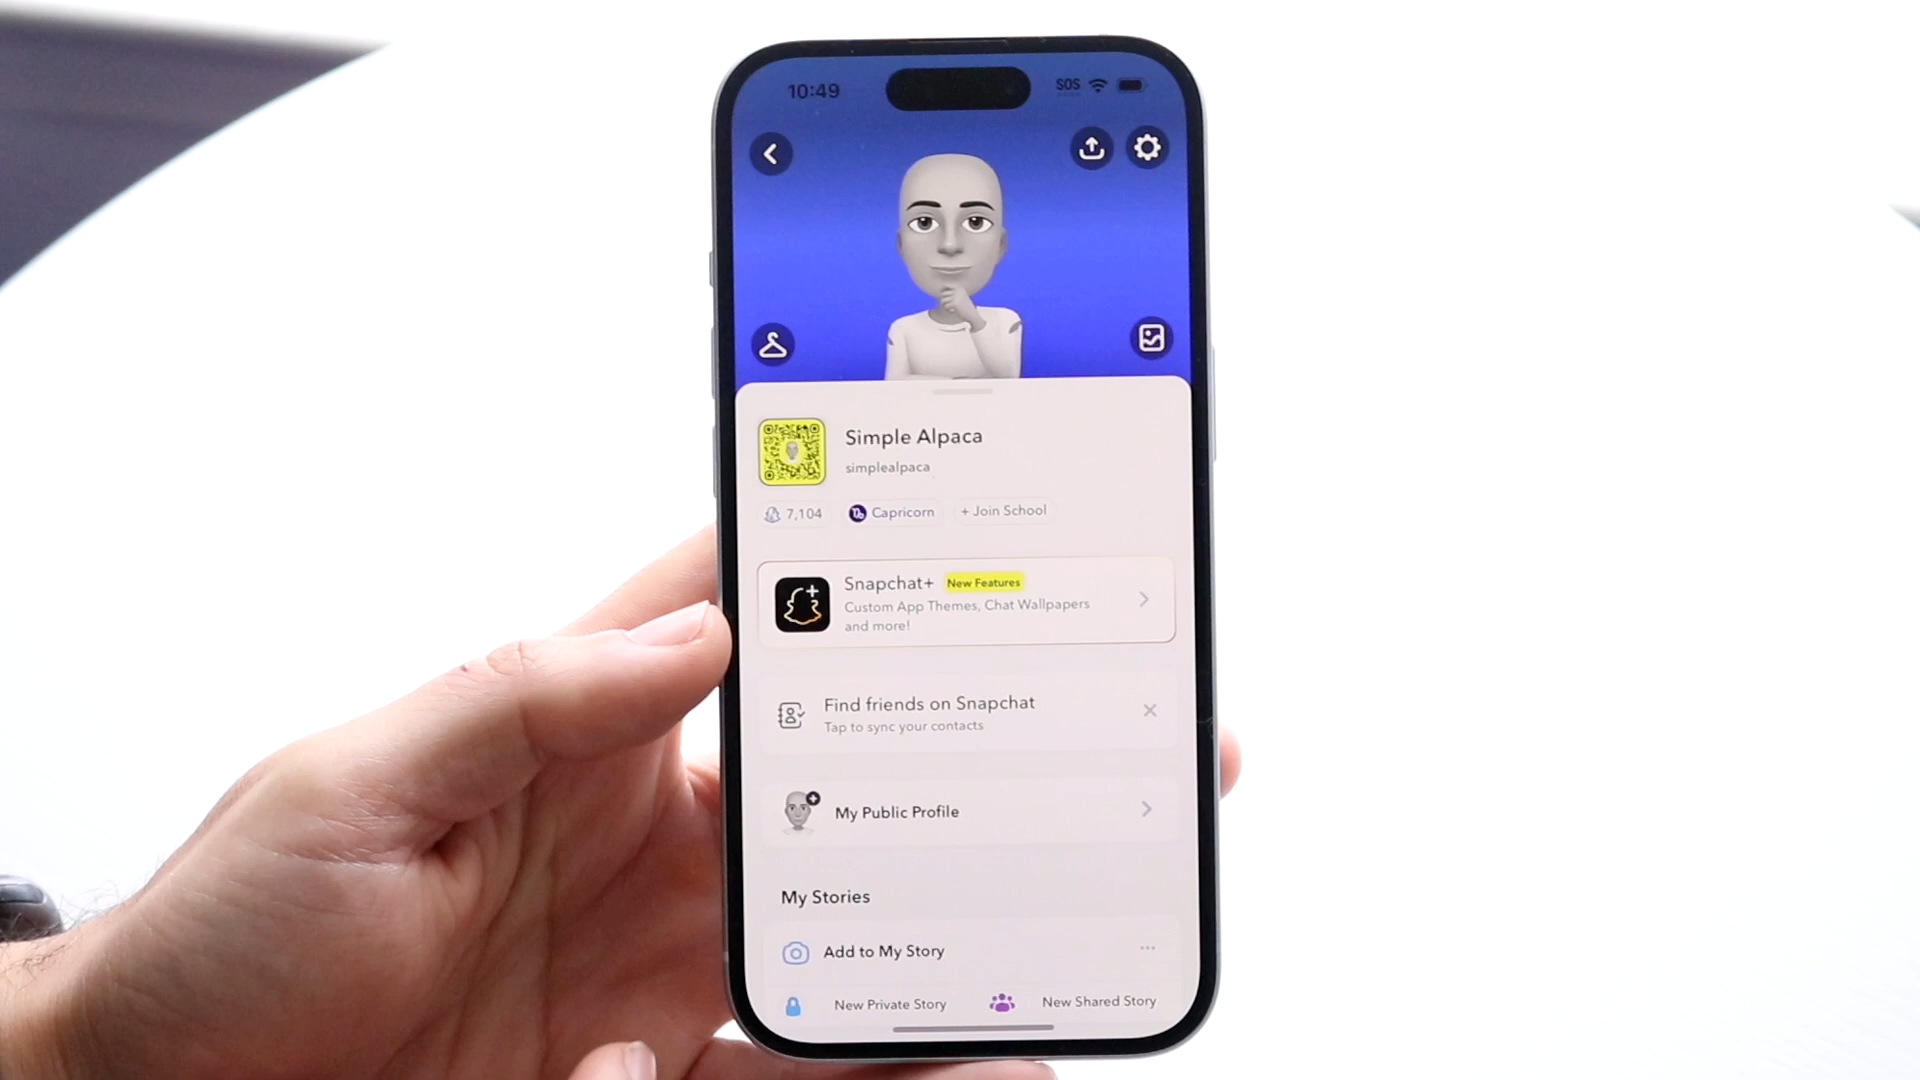 10:49
SOS
Simple Alpaca
simplealpaca
7,104
Capricorn
+ Join School
Snapchat+ New Features
Custom App Themes, Chat Wallpapers
and more!
Find friends on Snapchat
Tap to sync your contacts
My Public Profile
My Stories
Add to My Story
New Private Story
New Shared Story